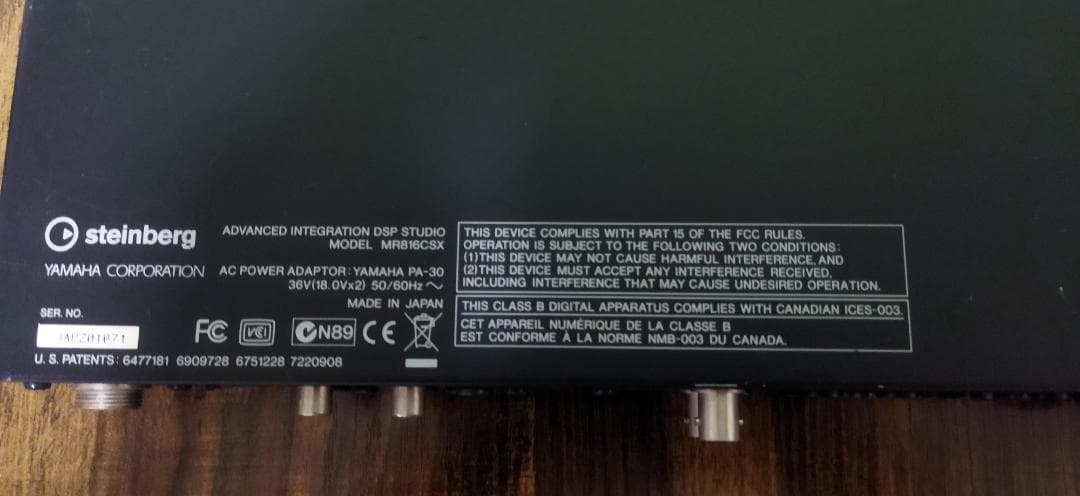 steinberg
YAMAHA CORPORATION
ADVANCED INTEGRATION DSP STUDIO
MODEL MR816CSX
AC POWER ADAPTOR: YAMAHA PA-30
36V(18.0Vx2) 50/60Hz ～
MADE IN JAPAN
SER. NO.
FC VCI N89 CE
U.S. PATENTS: 6477181 6909728 6751228 7220908
THIS DEVICE COMPLIES WITH PART 15 OF THE FCC RULES.
OPERATION IS SUBJECT TO THE FOLLOWING TWO CONDITIONS:
(1)THIS DEVICE MAY NOT CAUSE HARMFUL INTERFERENCE, AND
(2)THIS DEVICE MUST ACCEPT ANY INTERFERENCE RECEIVED,
INCLUDING INTERFERENCE THAT MAY CAUSE UNDESIRED OPERATION.
THIS CLASS B DIGITAL APPARATUS COMPLIES WITH CANADIAN ICES-003.
CET APPAREIL NUMÉRIQUE DE LA CLASSE B
EST CONFORME À LA NORME NMB-003 DU CANADA.